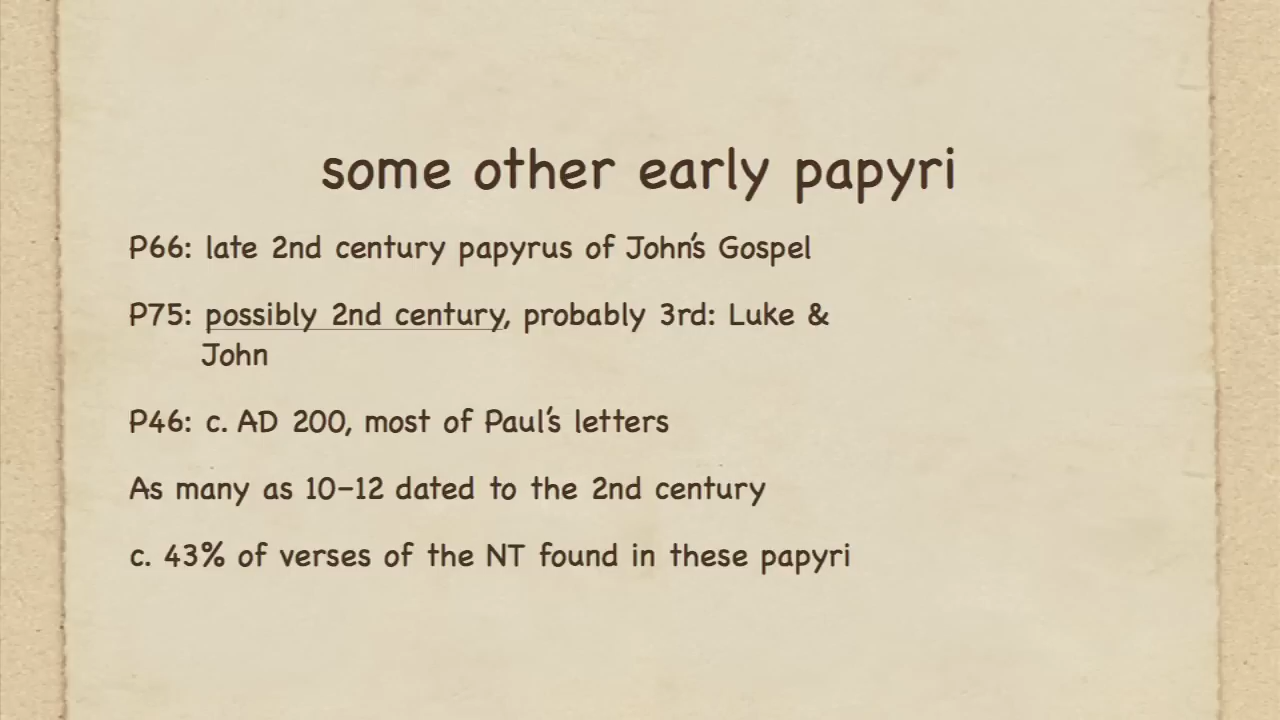 some other early papyri
P66: late 2nd century papyrus of John's Gospel
P75: possibly 2nd century, probably 3rd: Luke &
John
P46: c. AD 200, most of Paul's letters
As many as 10–12 dated to the 2nd century
c. 43% of verses of the NT found in these papyri